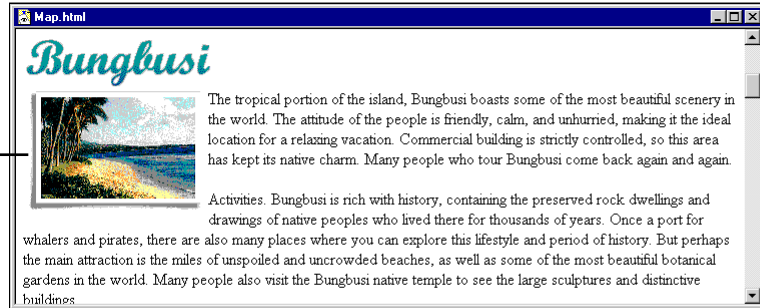 Map.html
Bungbusi
The tropical portion of the island, Bungbusi boasts some of the most beautiful scenery in
the world. The attitude of the people is friendly, calm, and unhurried, making it the ideal
location for a relaxing vacation. Commercial building is strictly controlled, so this area
has kept its native charm. Many people who tour Bungbusi come back again and again.
Activities. Bungbusi is rich with history, containing the preserved rock dwellings and
drawings of native peoples who lived there for thousands of years. Once a port for
whalers and pirates, there are also many places where you can explore this lifestyle and period of history. But perhaps
the main attraction is the miles of unspoiled and uncrowded beaches, as well as some of the most beautiful botanical
gardens in the world. Many people also visit the Bungbusi native temple to see the large sculptures and distinctive
buildings